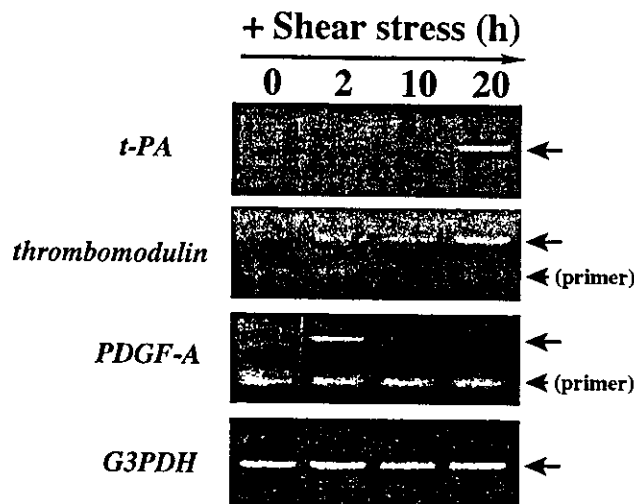 + Shear stress (h)
0 2 10 20
t-PA
thrombomodulin
(primer)
PDGF-A
(primer)
G3PDH